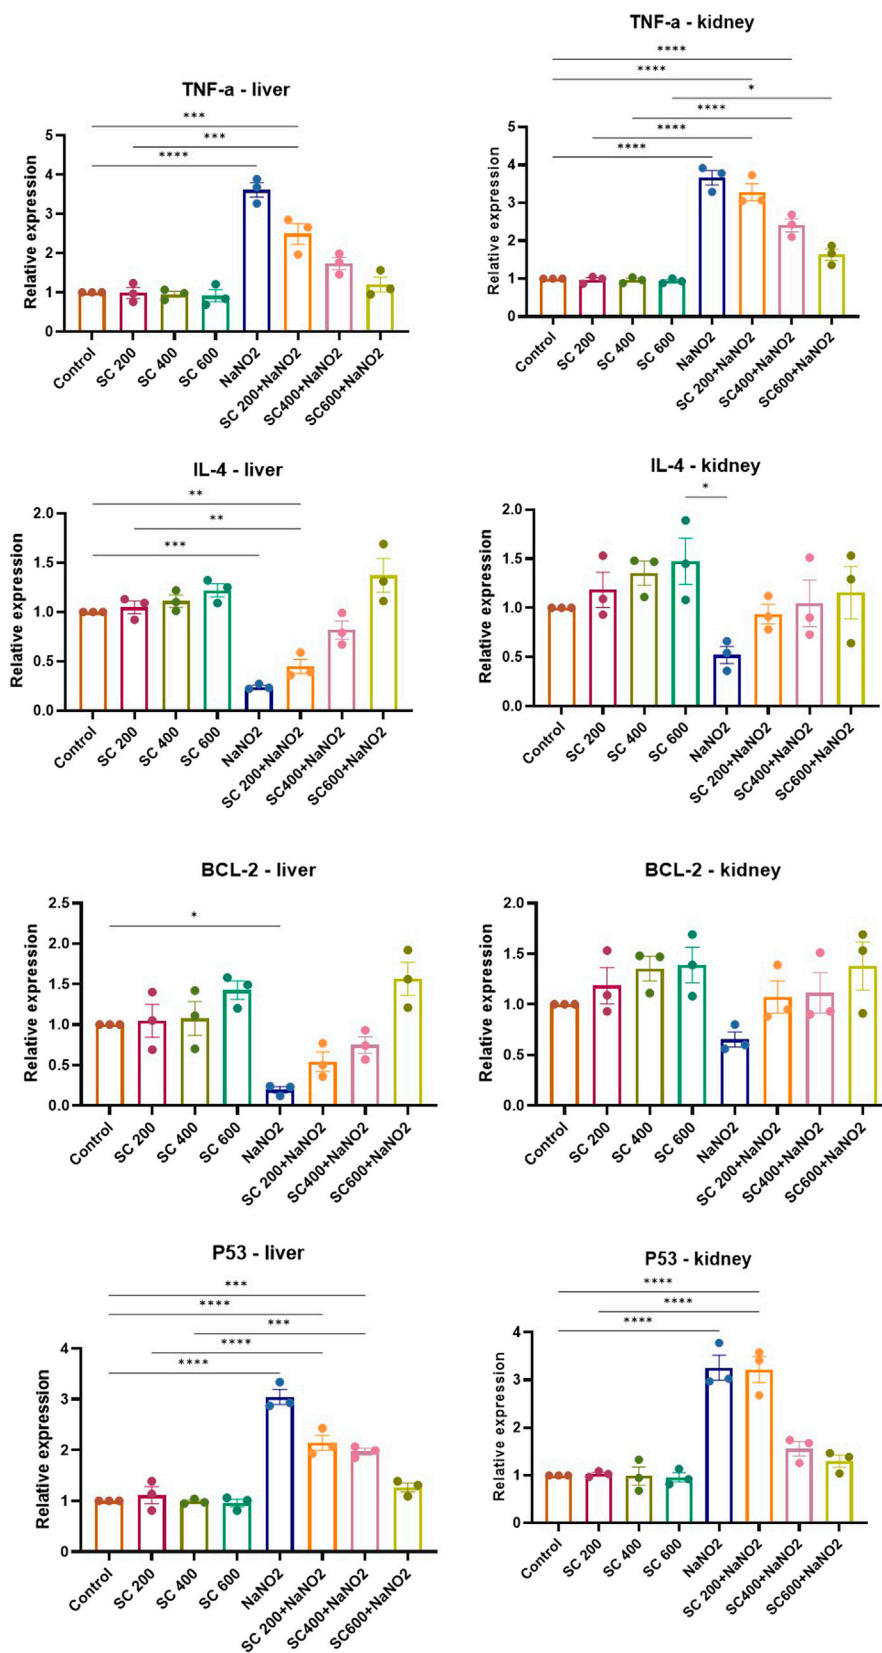 TNF-a - liver
***
***
****
Relative expression
5
4
3
2
1
0
Control
SC 200
SC 400
SC 600
NaNO2
SC 200+NaNO2
SC400+NaNO2
SC600+NaNO2
TNF-a - kidney
****
****
*
****
****
****
Relative expression
5
4
3
2
1
0
Control
SC 200
SC 400
SC 600
NaNO2
SC 200+NaNO2
SC400+NaNO2
SC600+NaNO2
IL-4 - liver
**
**
***
Relative expression
2.0
1.5
1.0
0.5
0.0
Control
SC 200
SC 400
SC 600
NaNO2
SC 200+NaNO2
SC400+NaNO2
SC600+NaNO2
IL-4 - kidney
*
Relative expression
2.0
1.5
1.0
0.5
0.0
Control
SC 200
SC 400
SC 600
NaNO2
SC 200+NaNO2
SC400+NaNO2
SC600+NaNO2
BCL-2 - liver
*
Relative expression
2.5
2.0
1.5
1.0
0.5
0.0
Control
SC 200
SC 400
SC 600
NaNO2
SC 200+NaNO2
SC400+NaNO2
SC600+NaNO2
BCL-2 - kidney
Relative expression
2.0
1.5
1.0
0.5
0.0
Control
SC 200
SC 400
SC 600
NaNO2
SC 200+NaNO2
SC400+NaNO2
SC600+NaNO2
P53 - liver
***
****
***
****
****
Relative expression
4
3
2
1
0
Control
SC 200
SC 400
SC 600
NaNO2
SC 200+NaNO2
SC400+NaNO2
SC600+NaNO2
P53 - kidney
****
****
****
Relative expression
4
3
2
1
0
Control
SC 200
SC 400
SC 600
NaNO2
SC 200+NaNO2
SC400+NaNO2
SC600+NaNO2